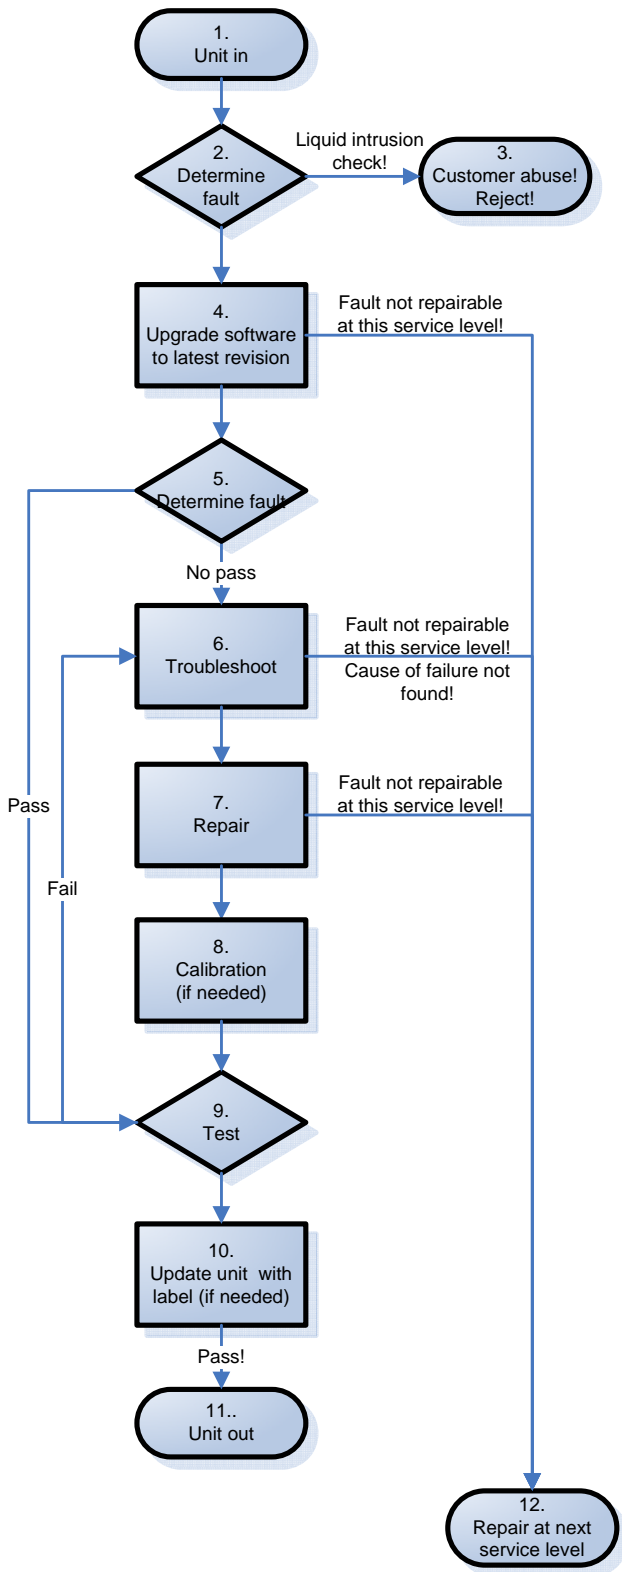 1.
Unit in
2.
Determine
fault
Liquid intrusion
check!
3.
Customer abuse!
Reject!
4.
Upgrade software
to latest revision
Fault not repairable
at this service level!
5.
Determine fault
No pass
6.
Troubleshoot
Fault not repairable
at this service level!
Cause of failure not
found!
7.
Repair
Fault not repairable
at this service level!
Pass
Fail
8.
Calibration
(if needed)
9.
Test
10.
Update unit  with
label (if needed)
Pass!
11..
Unit out
12.
Repair at next
service level